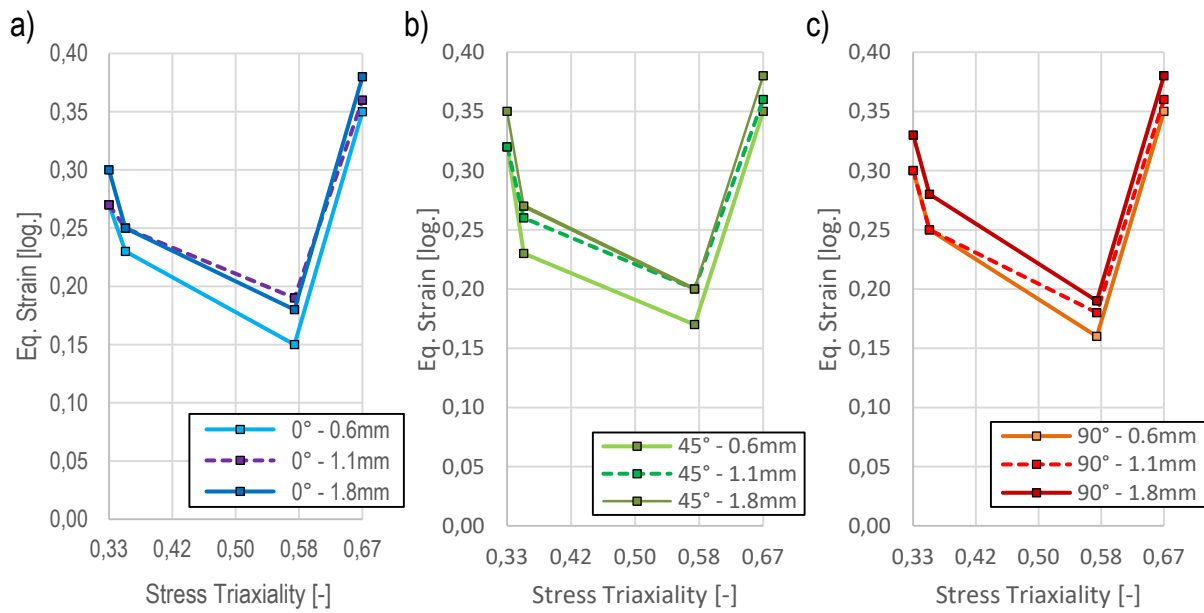 a)
Eq. Strain [log.]
0,40
0,35
0,30
0,25
0,20
0,15
0,10
0,05
0,00
0° - 0.6mm
0° - 1.1mm
0° - 1.8mm
0,33 0,42 0,50 0,58 0,67
Stress Triaxiality [-]
b)
Eq. Strain [log.]
0,40
0,35
0,30
0,25
0,20
0,15
0,10
0,05
0,00
45° - 0.6mm
45° - 1.1mm
45° - 1.8mm
0,33 0,42 0,50 0,58 0,67
Stress Triaxiality [-]
c)
Eq. Strain [log.]
0,40
0,35
0,30
0,25
0,20
0,15
0,10
0,05
0,00
90° - 0.6mm
90° - 1.1mm
90° - 1.8mm
0,33 0,42 0,50 0,58 0,67
Stress Triaxiality [-]